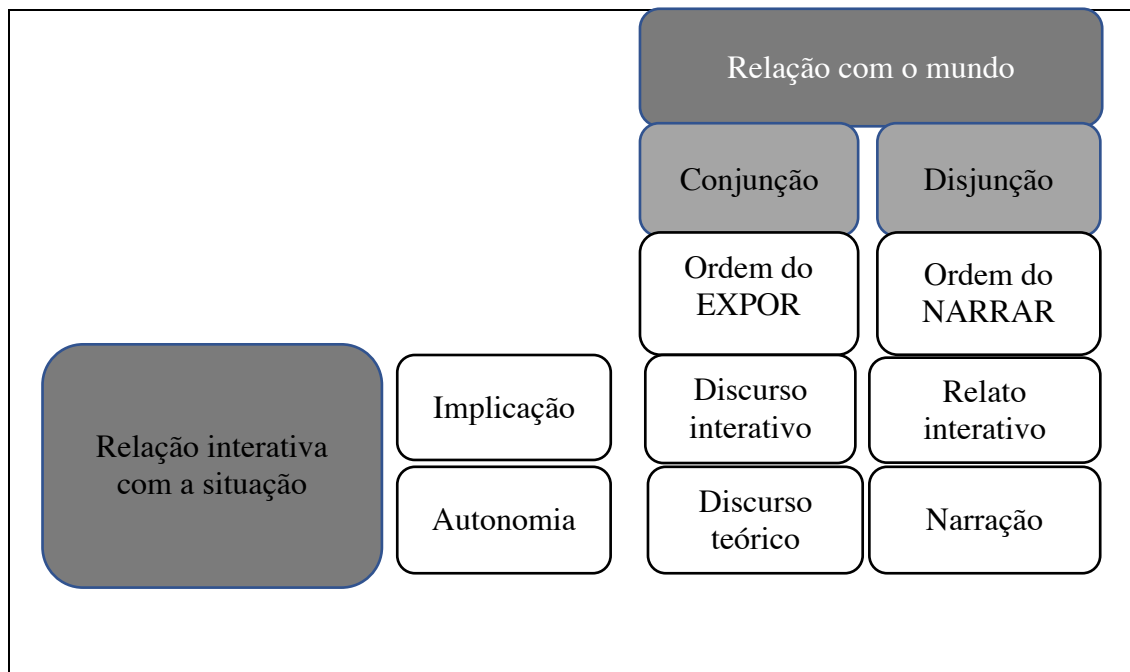 Relação com o mundo
Conjunção
Disjunção
Ordem do
EXPOR
Ordem do
NARRAR
Relação interativa
com a situação
Implicação
Discurso
interativo
Relato
interativo
Autonomia
Discurso
teórico
Narração